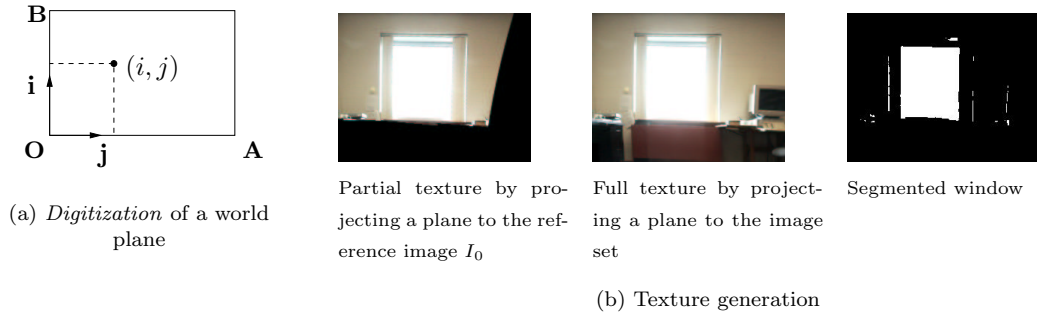 B
(i, j)
i
O
j
A
(a) Digitization of a world
plane
Partial texture by pro-
jecting a plane to the ref-
erence image I0
Full texture by project-
ing a plane to the image
set
Segmented window
(b) Texture generation